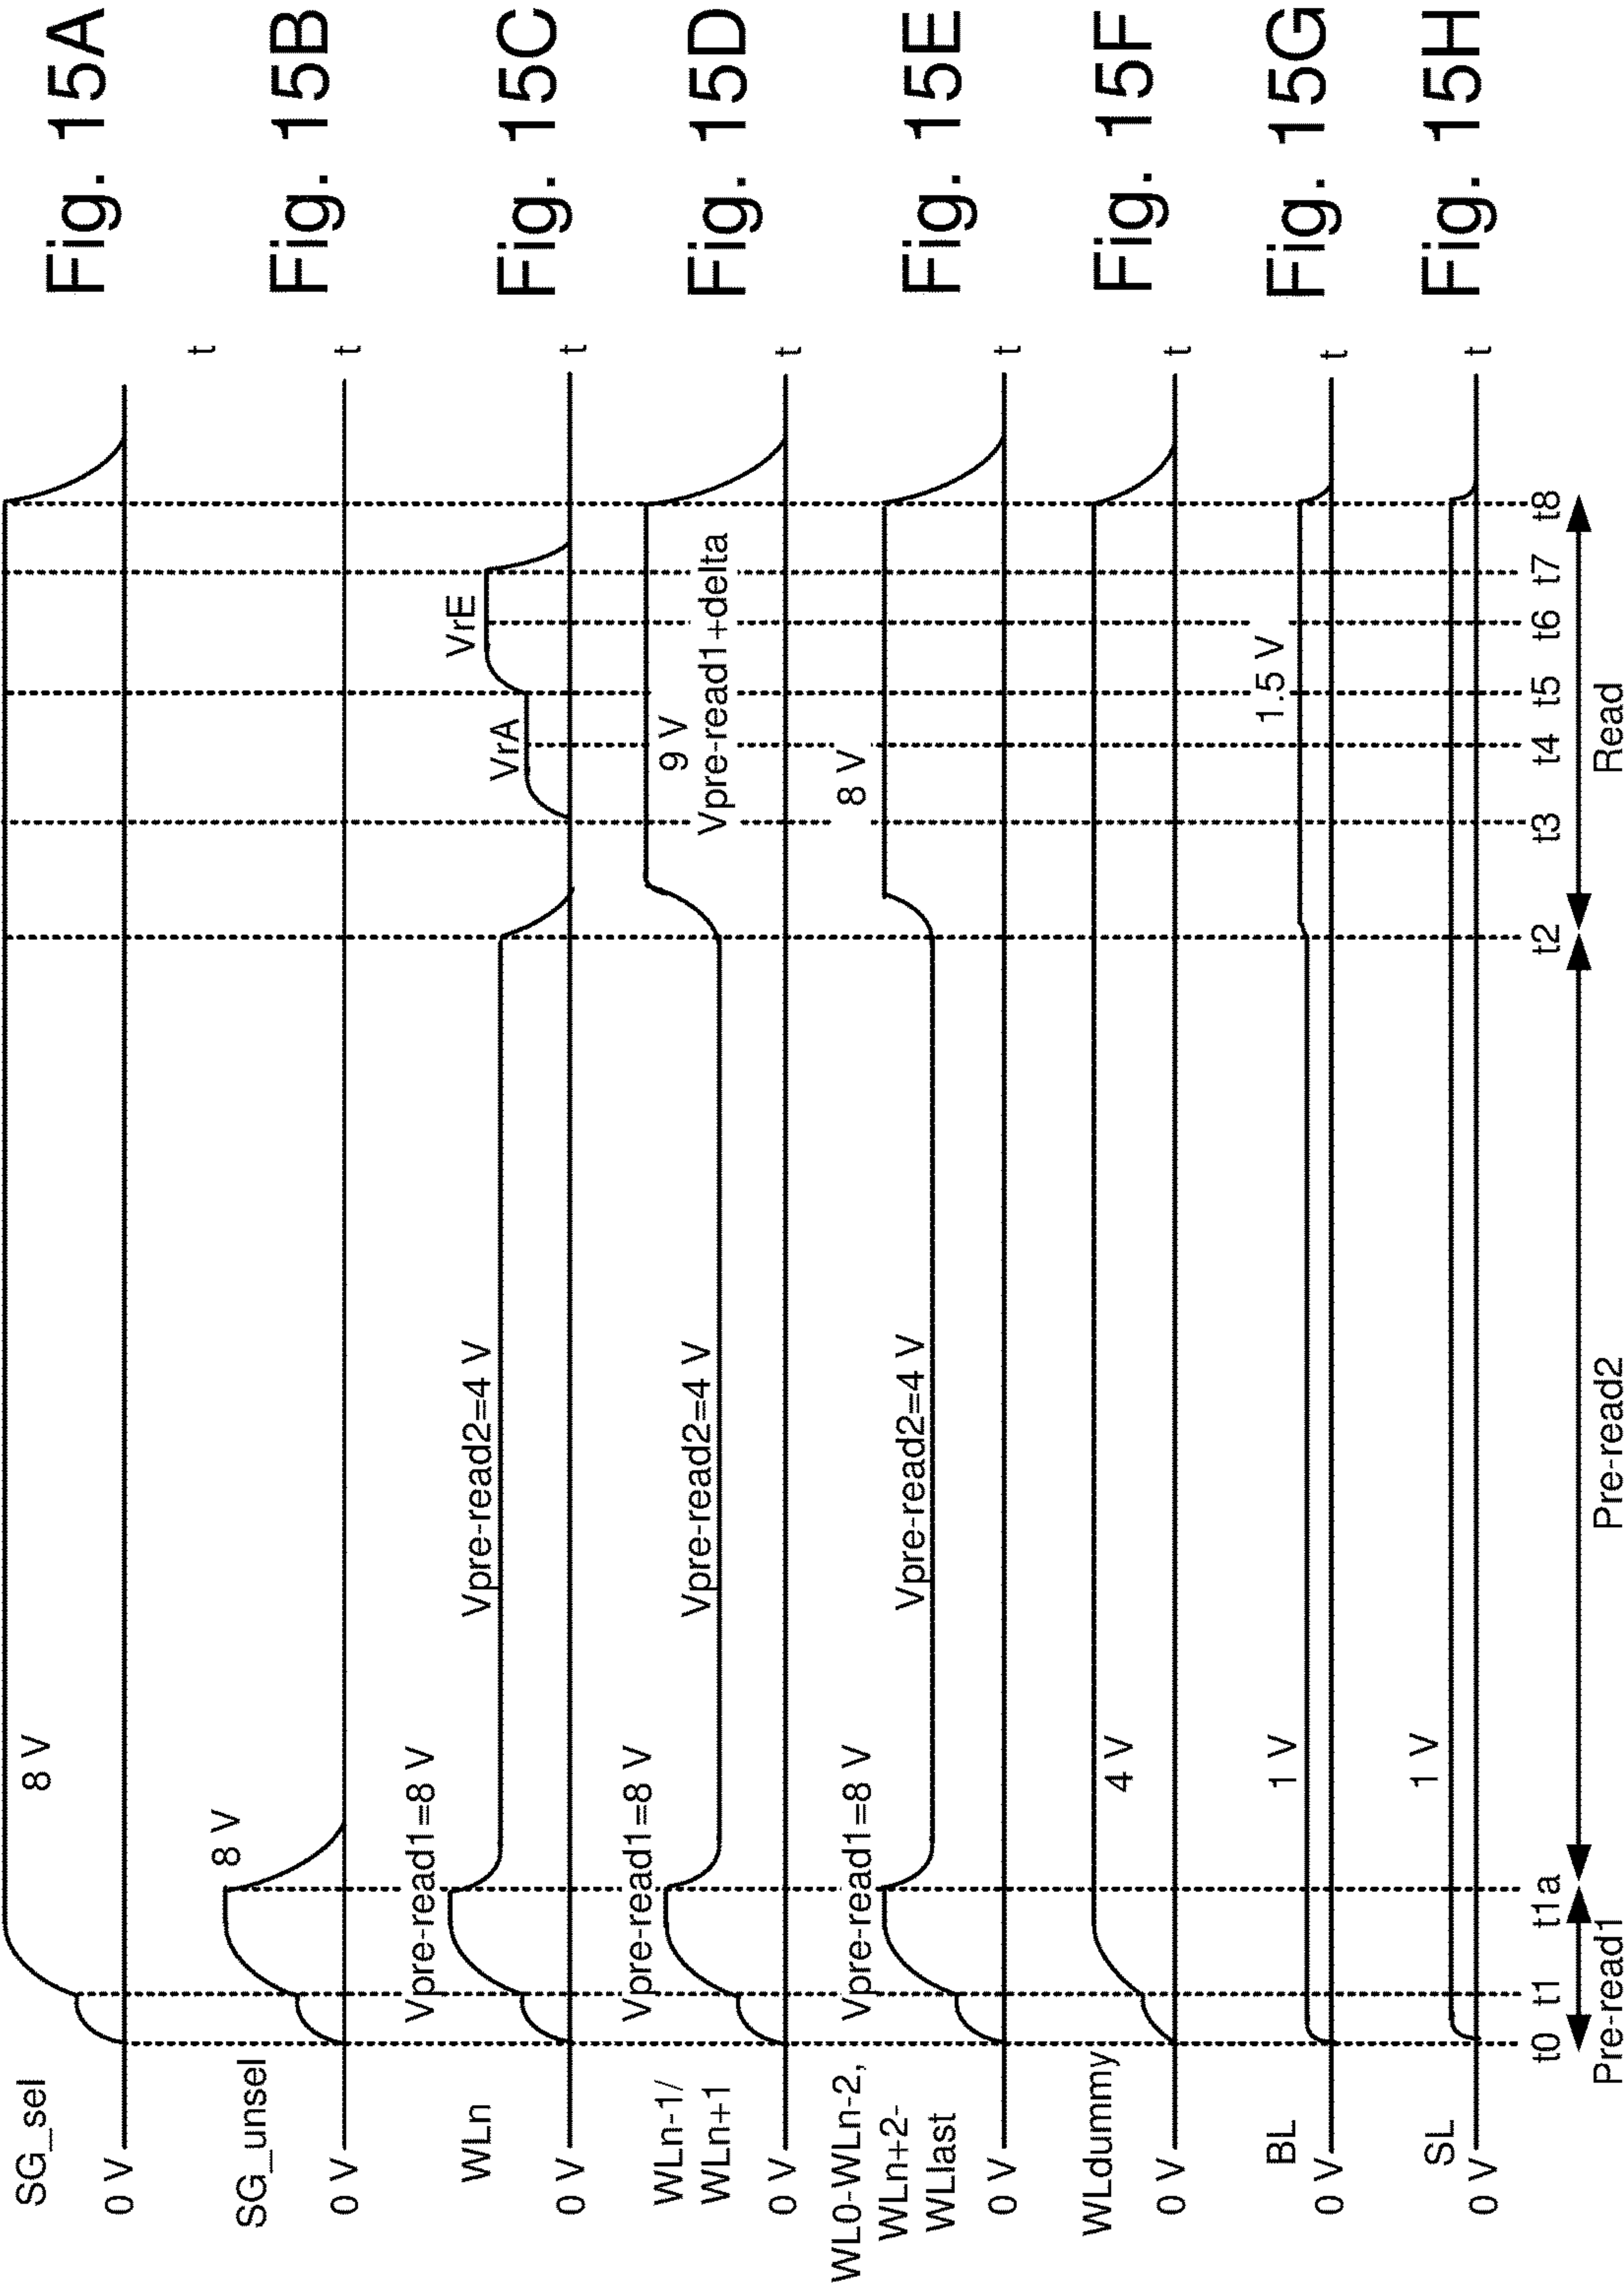 SG_sel
8 V
0 V
t
Fig. 15A
SG_unsel
8 V
0 V
t
Fig. 15B
WLn
Vpre-read1=8 V
Vpre-read2=4 V
VrA
VrE
0 V
t
Fig. 15C
WLn-1/
WLn+1
Vpre-read1=8 V
Vpre-read2=4 V
9 V
Vpre-read1+delta
0 V
t
Fig. 15D
WL0-WLn-2,
WLn+2-
WLlast
Vpre-read1=8 V
Vpre-read2=4 V
8 V
0 V
t
Fig. 15E
WLdummy
4 V
0 V
t
Fig. 15F
BL
1 V
1.5 V
0 V
t
Fig. 15G
SL
1 V
0 V
t
Fig. 15H
t0 t1 t1a t2 t3 t4 t5 t6 t7 t8
Pre-read1 Pre-read2 Read